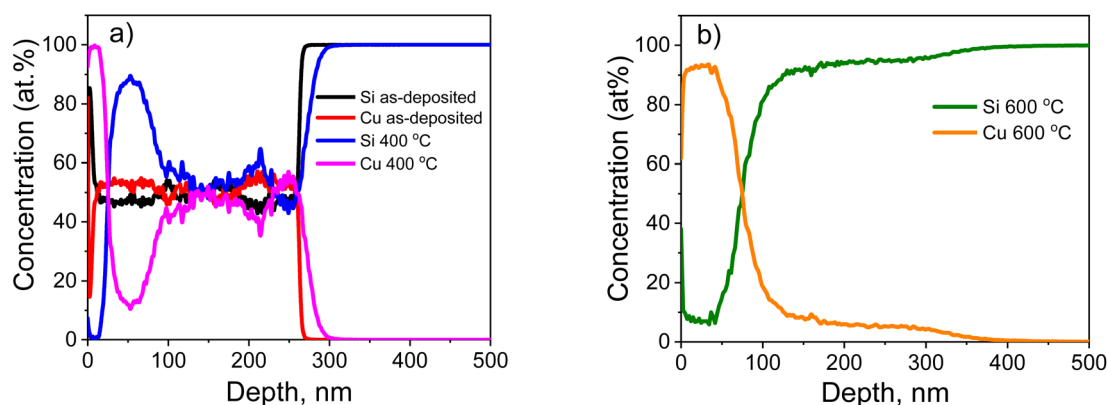 a)
100
80
60
40
20
0
0 100 200 300 400 500
Concentration (at.%)
Depth, nm
Si as-deposited
Cu as-deposited
Si 400 °C
Cu 400 °C
b)
100
80
60
40
20
0
0 100 200 300 400 500
Concentration (at%)
Depth, nm
Si 600 °C
Cu 600 °C